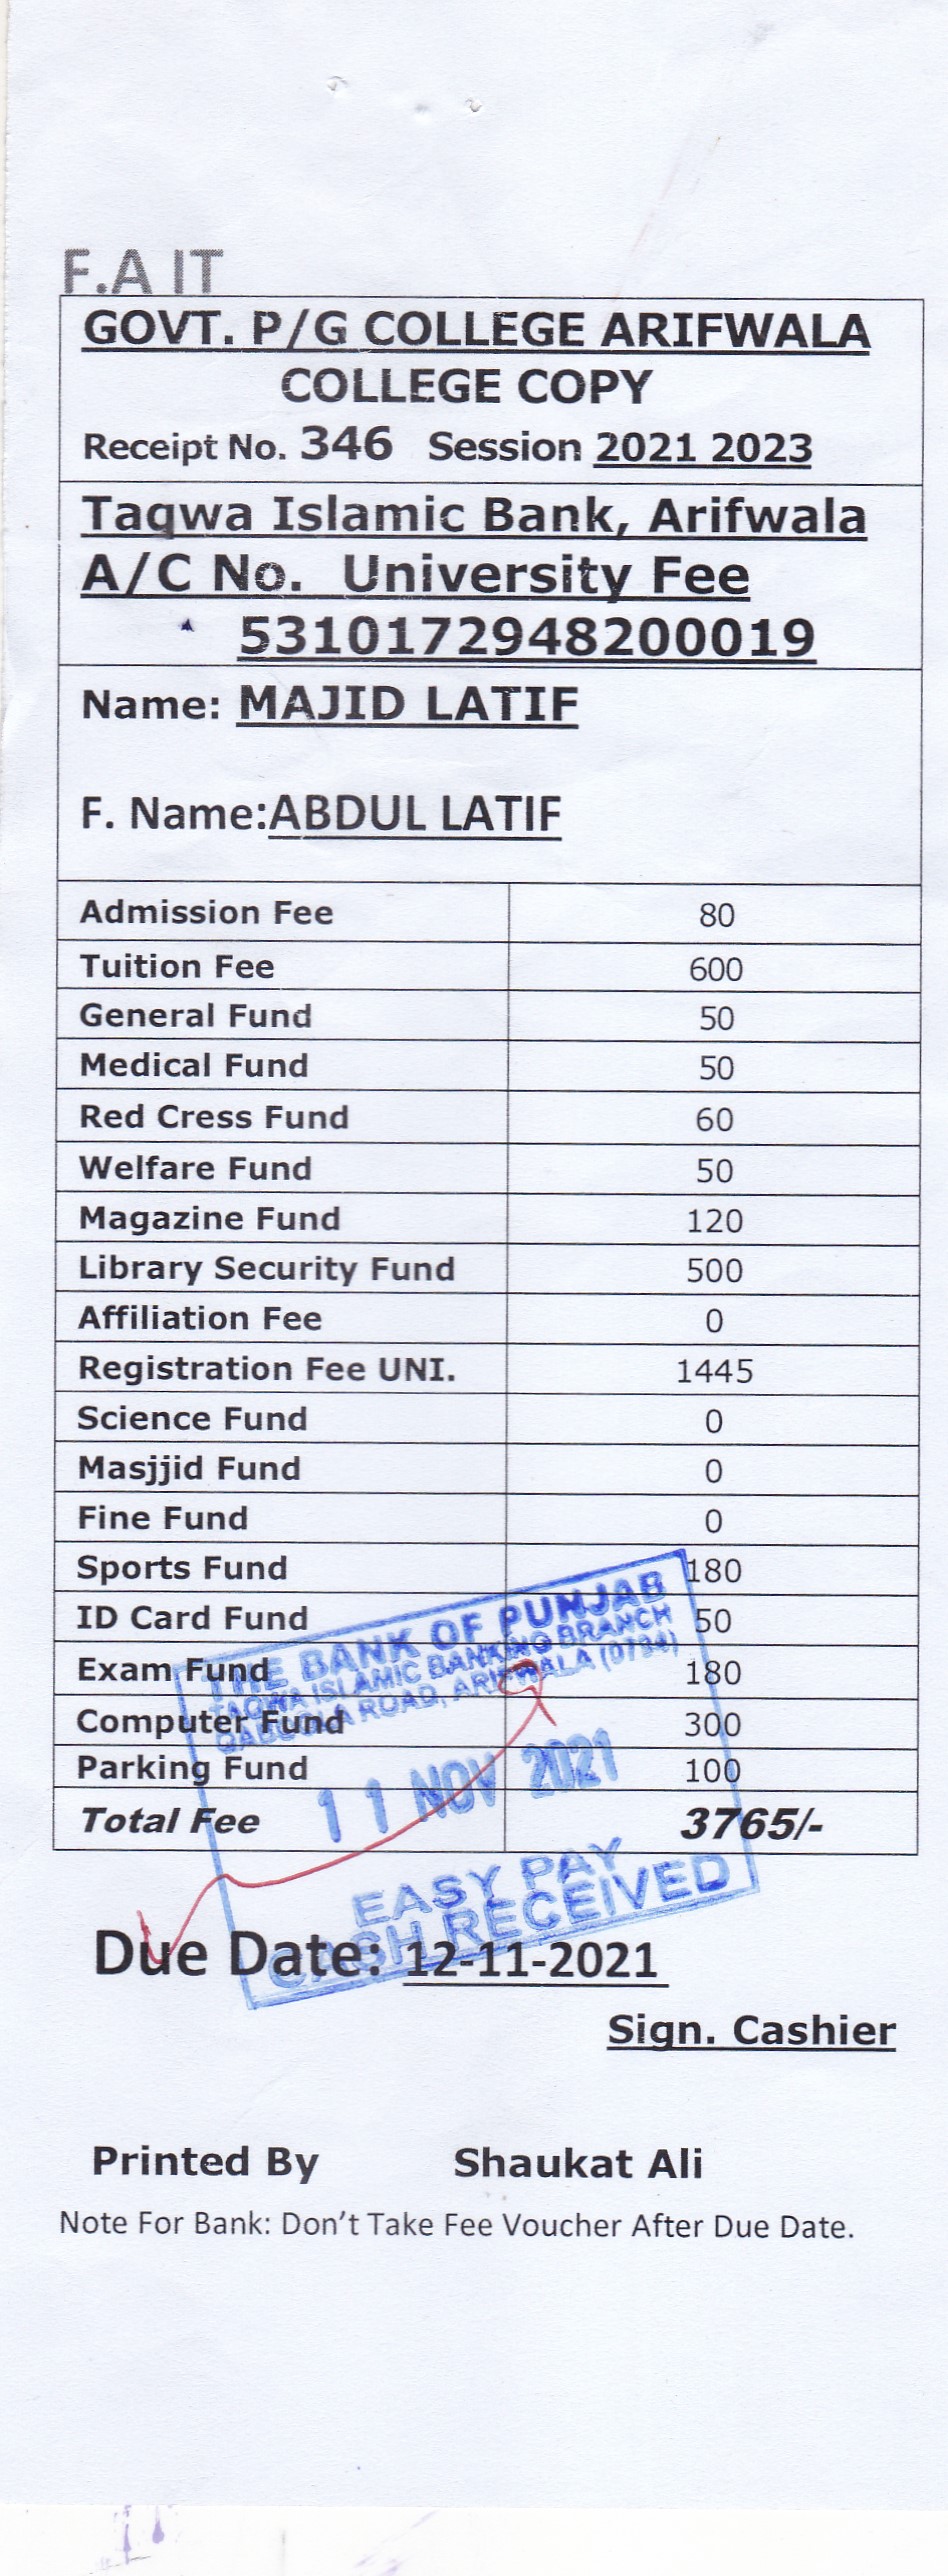 F.A IT
GOVT. P/G COLLEGE ARIFWALA
COLLEGE COPY
Receipt No. 346 Session 2021 2023
Taqwa Islamic Bank, Arifwala
A/C No. University Fee
5310172948200019
Name: MAJID LATIF
F. Name:ABDUL LATIF
Admission Fee 80
Tuition Fee 600
General Fund 50
Medical Fund 50
Red Cress Fund 60
Welfare Fund 50
Magazine Fund 120
Library Security Fund 500
Affiliation Fee 0
Registration Fee UNI. 1445
Science Fund 0
Masjjid Fund 0
Fine Fund 0
Sports Fund 180
ID Card Fund 50
Exam Fund 180
Computer Fund 300
Parking Fund 100
Total Fee 3765/-
THE BANK OF PUNJAB
TAQWA ISLAMIC BANKING BRANCH
ROAD, ARIFWALA
11 NOV 2021
EASY PAY
CASH RECEIVED
Due Date: 12-11-2021
Sign. Cashier
Printed By Shaukat Ali
Note For Bank: Don't Take Fee Voucher After Due Date.